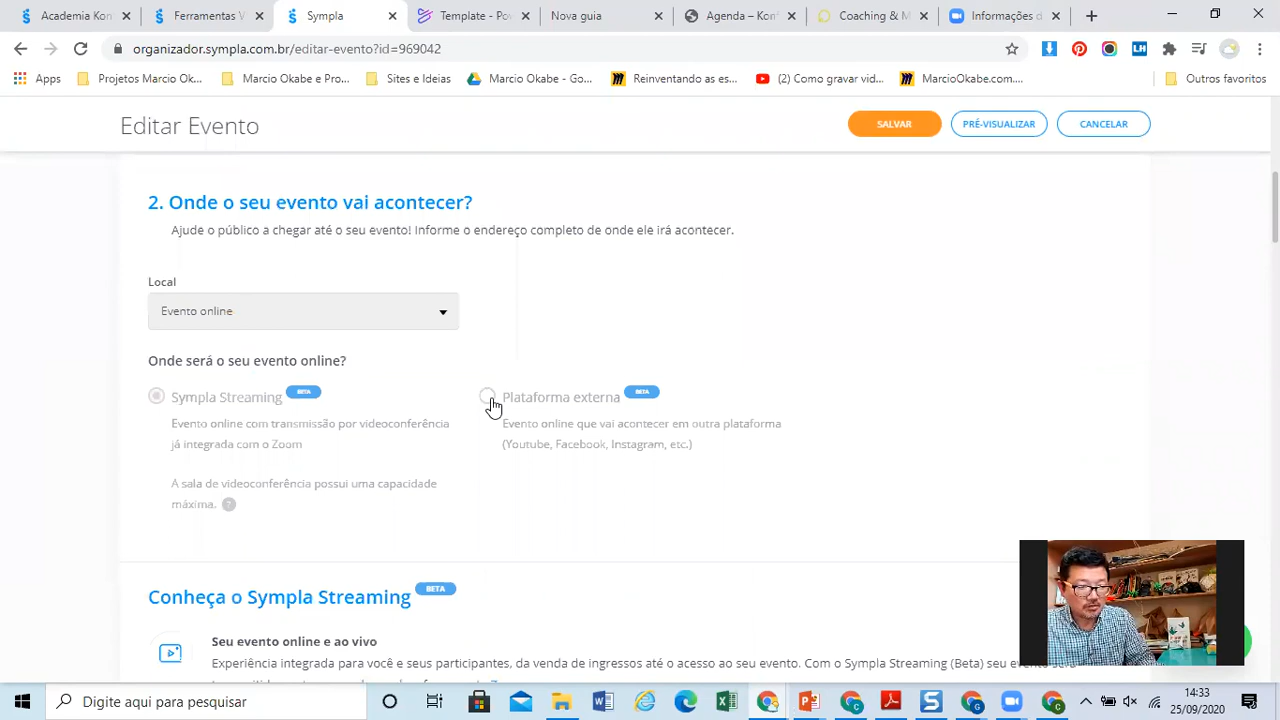 Academia Kon
Ferramentas
Sympla
Template - Po
Nova guia
Agenda – Kon
Coaching & M
Informações d
organizador.sympla.com.br/editar-evento?id=969042
Apps
Projetos Marcio Ok...
Marcio Okabe e Pro...
Sites e Ideias
Marcio Okabe - Go...
Reinventando as es...
(2) Como gravar vid...
MarcioOkabe.com....
Outros favoritos
Editar Evento
SALVAR
PRÉ-VISUALIZAR
CANCELAR
2. Onde o seu evento vai acontecer?
Ajude o público a chegar até o seu evento! Informe o endereço completo de onde ele irá acontecer.
Local
Evento online
Onde será o seu evento online?
Sympla Streaming BETA
Plataforma externa BETA
Evento online com transmissão por videoconferência
já integrada com o Zoom
Evento online que vai acontecer em outra plataforma
(Youtube, Facebook, Instagram, etc.)
A sala de videoconferência possui uma capacidade
máxima. ?
Conheça o Sympla Streaming BETA
Seu evento online e ao vivo
Experiência integrada para você e seus participantes, da venda de ingressos até o acesso ao seu evento. Com o Sympla Streaming (Beta) seu evento
Digite aqui para pesquisar
14:33
25/09/2020